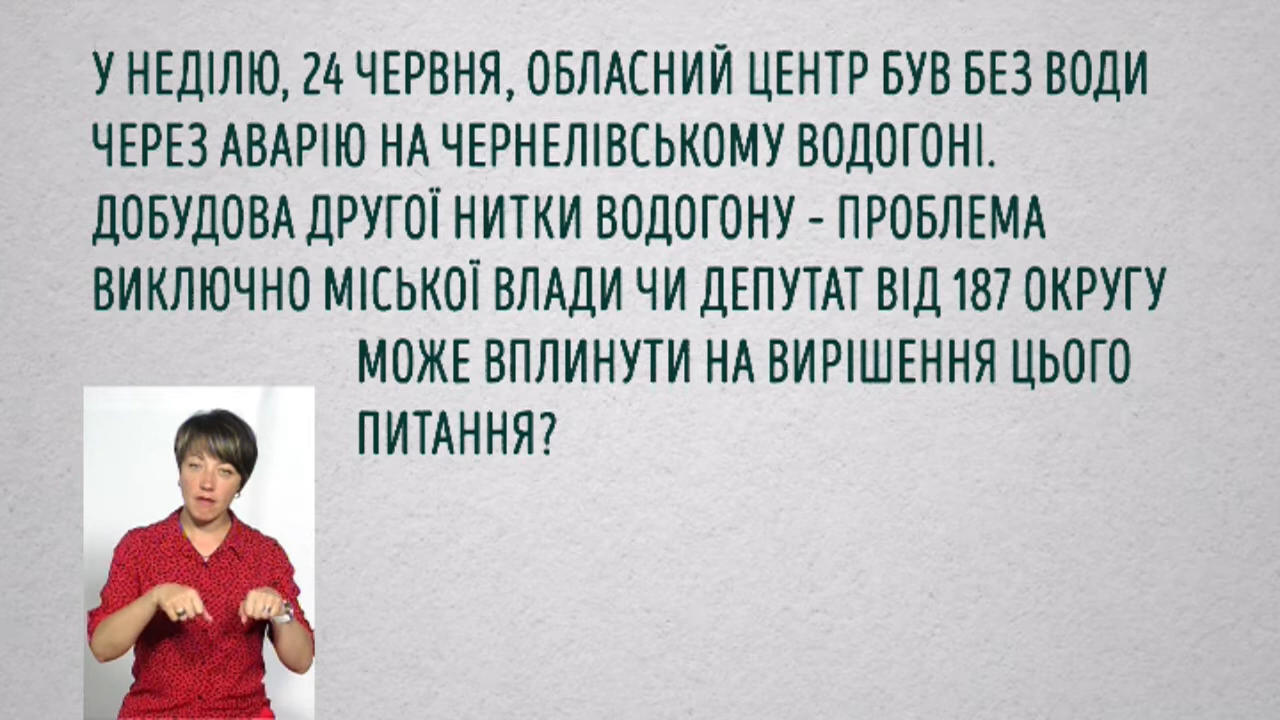 У НЕДІЛЮ, 24 ЧЕРВНЯ, ОБЛАСНИЙ ЦЕНТР БУВ БЕЗ ВОДИ
ЧЕРЕЗ АВАРІЮ НА ЧЕРНЕЛІВСЬКОМУ ВОДОГОНІ.
ДОБУДОВА ДРУГОЇ НИТКИ ВОДОГОНУ - ПРОБЛЕМА
ВИКЛЮЧНО МІСЬКОЇ ВЛАДИ ЧИ ДЕПУТАТ ВІД 187 ОКРУГУ
МОЖЕ ВПЛИНУТИ НА ВИРІШЕННЯ ЦЬОГО
ПИТАННЯ?